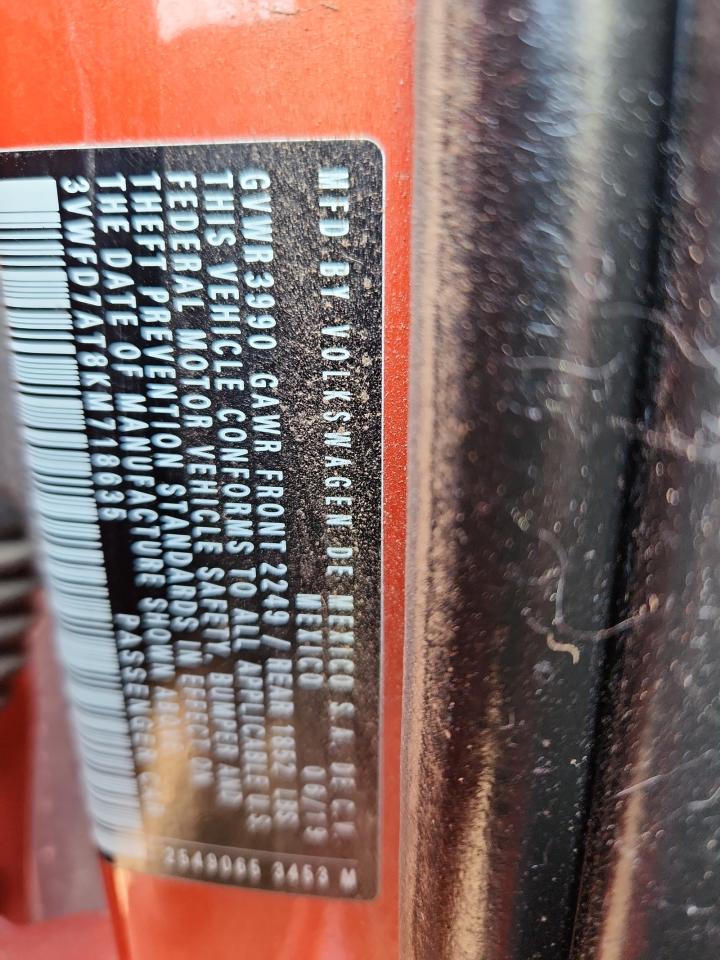 MFD BY VOLKSWAGEN DE MEXICO S.A. DE C.V.
MEXICO 06/19
GVWR 3990 GAWR FRONT 2249 / REAR 1852 LBS
THIS VEHICLE CONFORMS TO ALL APPLICABLE U.S.
FEDERAL MOTOR VEHICLE SAFETY, BUMPER AND
THEFT PREVENTION STANDARDS IN EFFECT ON
THE DATE OF MANUFACTURE SHOWN ABOVE
3VWFD7AT8KM718635 PASSENGER CAR
2549065 3453 M